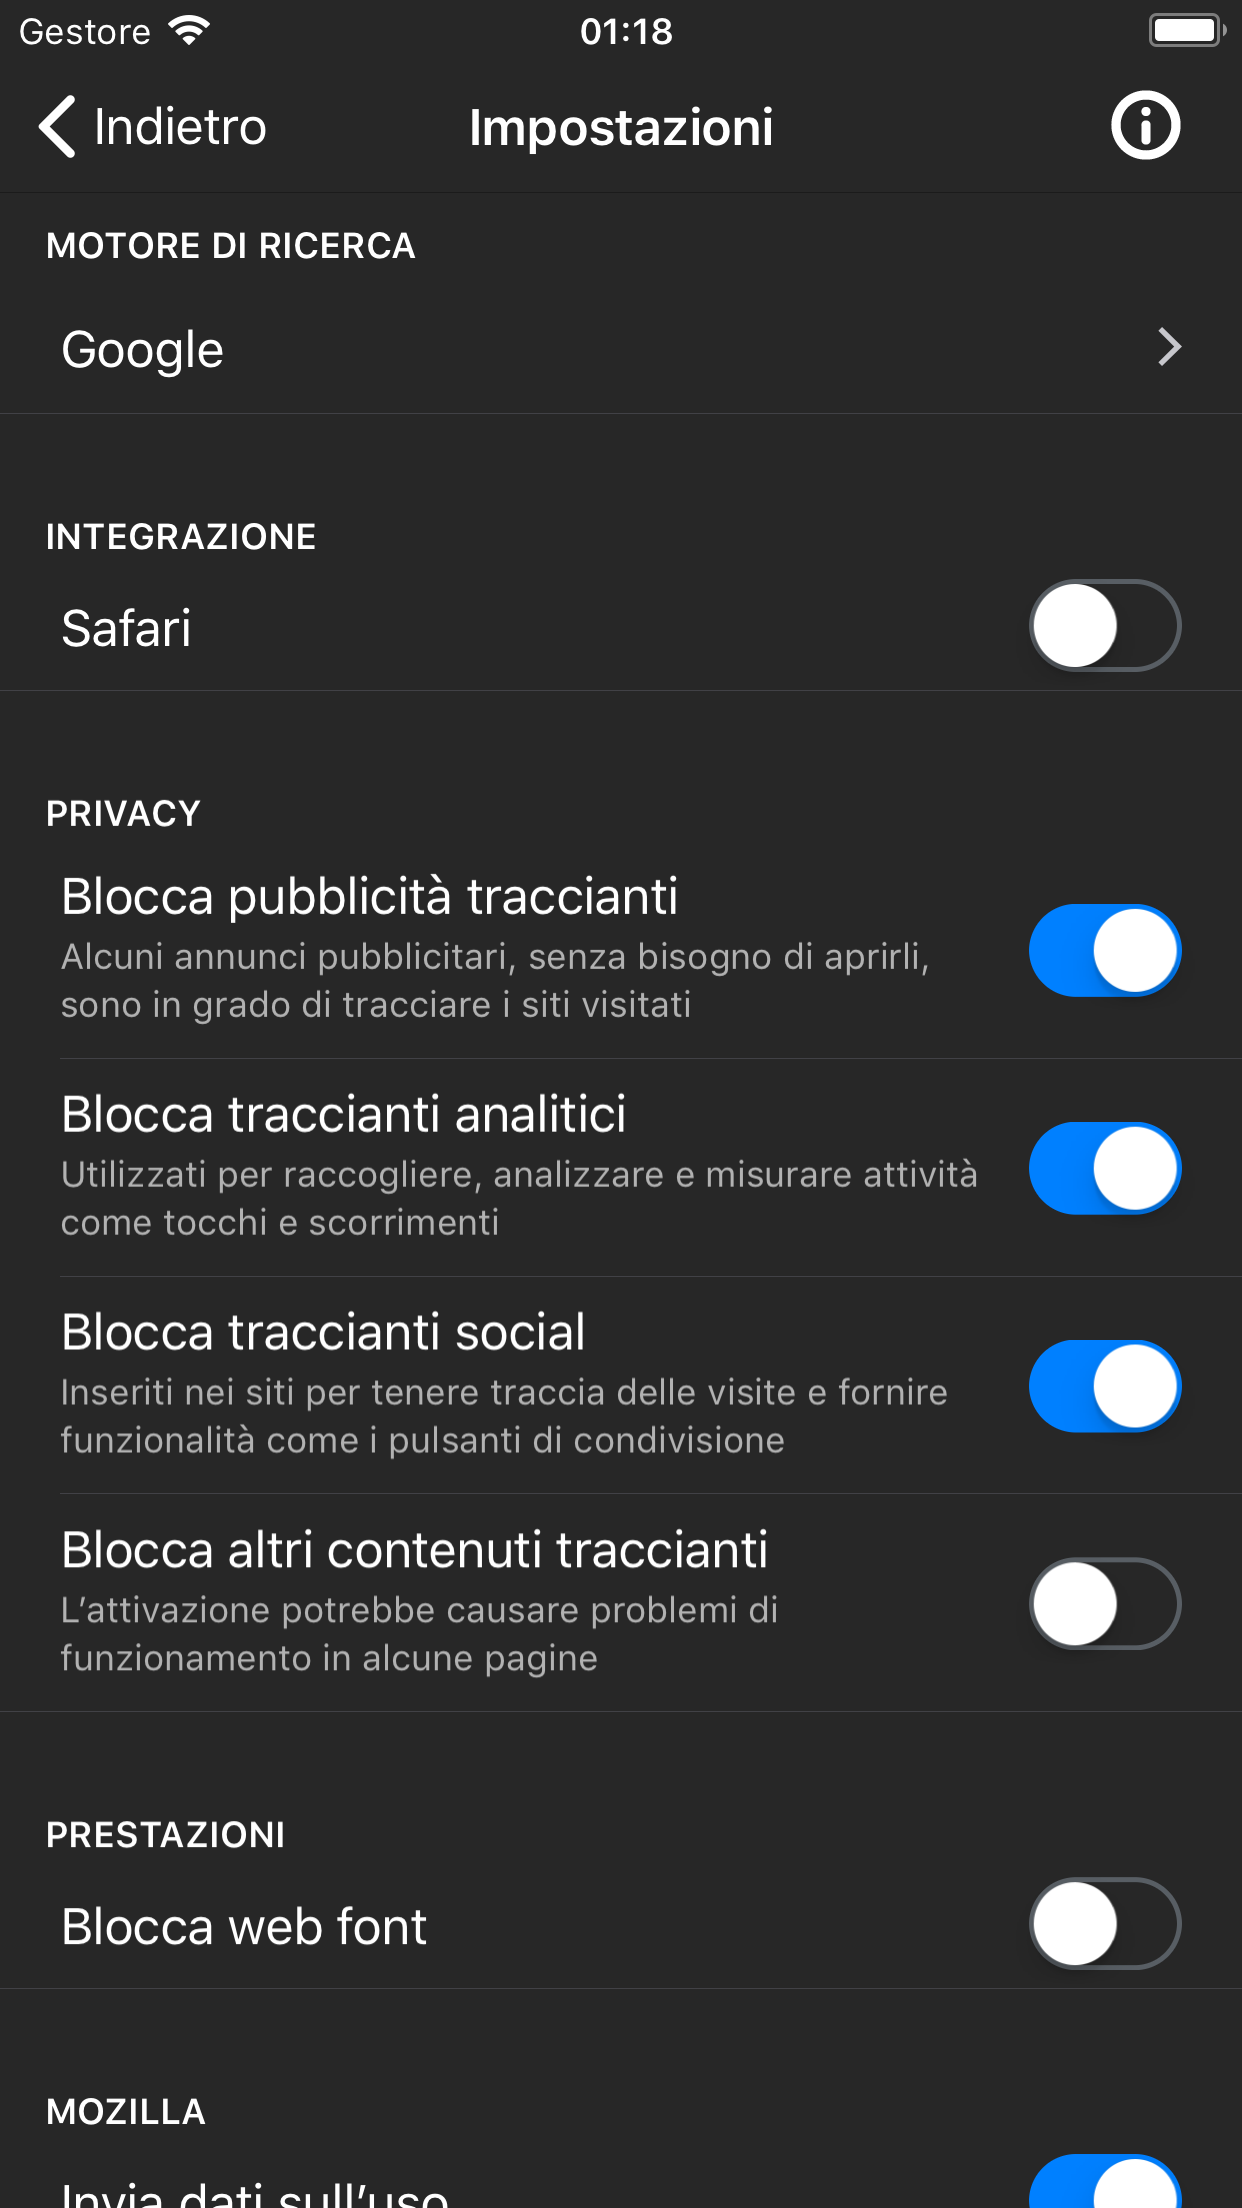 Gestore
01:18
Indietro
Impostazioni
MOTORE DI RICERCA
Google
INTEGRAZIONE
Safari
PRIVACY
Blocca pubblicità traccianti
Alcuni annunci pubblicitari, senza bisogno di aprirli,
sono in grado di tracciare i siti visitati
Blocca traccianti analitici
Utilizzati per raccogliere, analizzare e misurare attività
come tocchi e scorrimenti
Blocca traccianti social
Inseriti nei siti per tenere traccia delle visite e fornire
funzionalità come i pulsanti di condivisione
Blocca altri contenuti traccianti
L’attivazione potrebbe causare problemi di
funzionamento in alcune pagine
PRESTAZIONI
Blocca web font
MOZILLA
Invia dati sull’uso